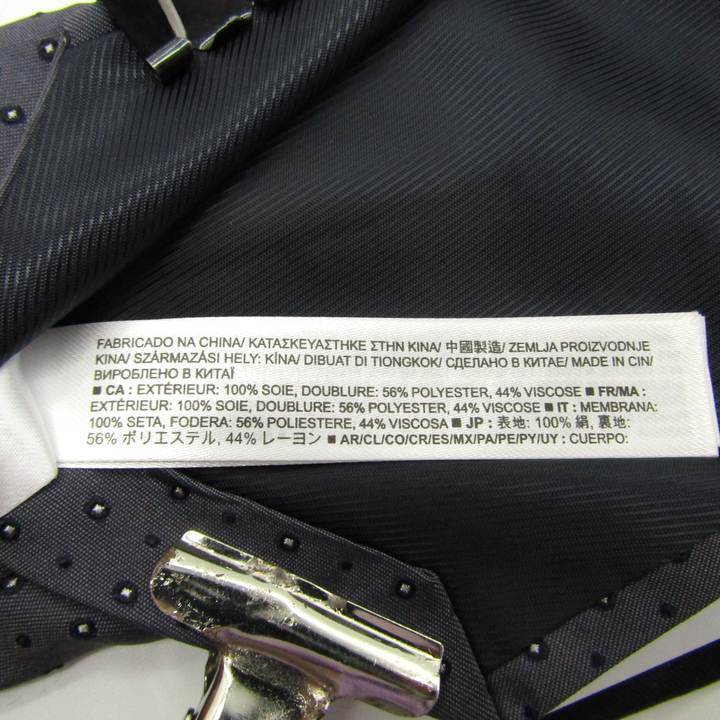 FABRICADO NA CHINA/ ΚΑΤΑΣΚΕΥΑΣΤΗΚΕ ΣΤΗΝ ΚΙΝΑ/ 中國製造/ ZEMLJA PROIZVODNJE
KINA/ SZÁRMAZÁSI HELY: KÍNA/ DIBUAT DI TIONGKOK/ СДЕЛАНО В КИТАЕ/ MADE IN CIN/
ВИРОБЛЕНО В КИТАЇ
■ CA : EXTÉRIEUR: 100% SOIE, DOUBLURE: 56% POLYESTER, 44% VISCOSE ■ FR/MA :
EXTÉRIEUR: 100% SOIE, DOUBLURE: 56% POLYESTER, 44% VISCOSE ■ IT : MEMBRANA:
100% SETA, FODERA: 56% POLIESTERE, 44% VISCOSA ■ JP : 表地: 100% 絹, 裏地:
56% ポリエステル, 44% レーヨン ■ AR/CL/CO/CR/ES/MX/PA/PE/PY/UY : CUERPO: